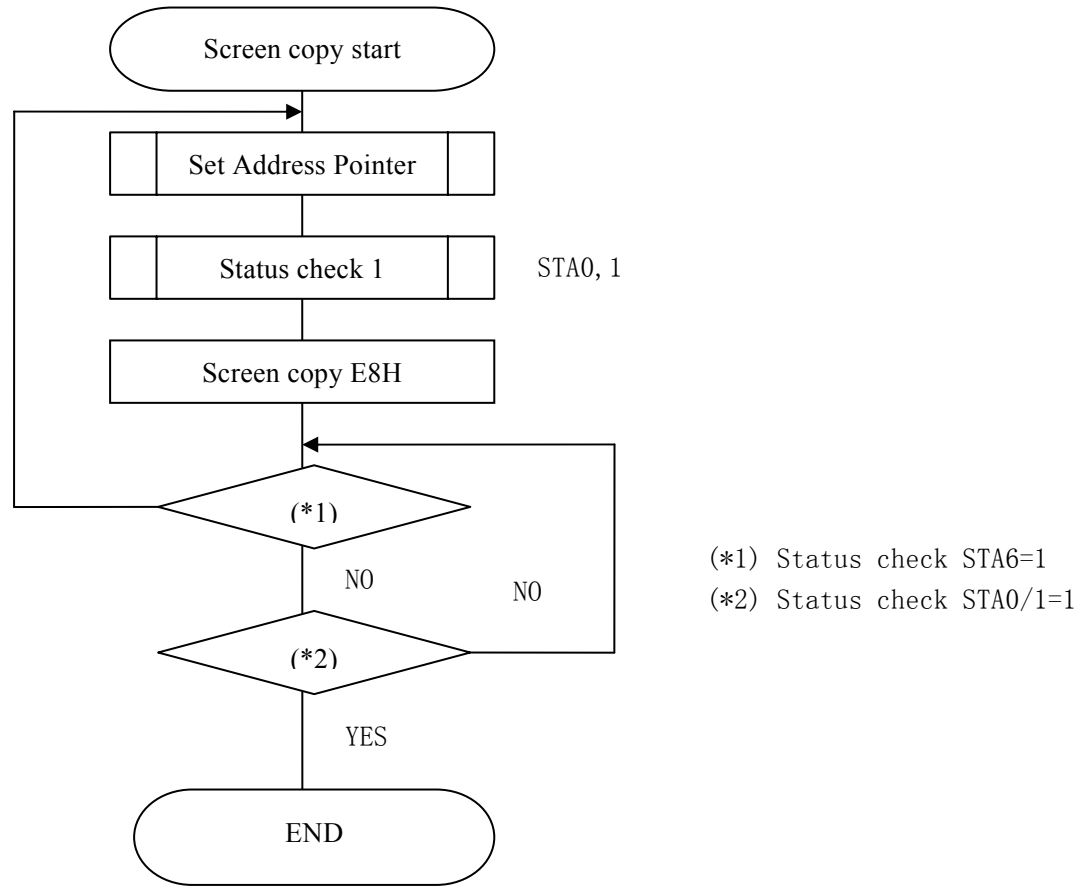 Screen copy start
Set Address Pointer
Status check 1
STA0,1
Screen copy E8H
(*1)
NO
NO
(*1) Status check STA6=1
(*2) Status check STA0/1=1
(*2)
YES
END